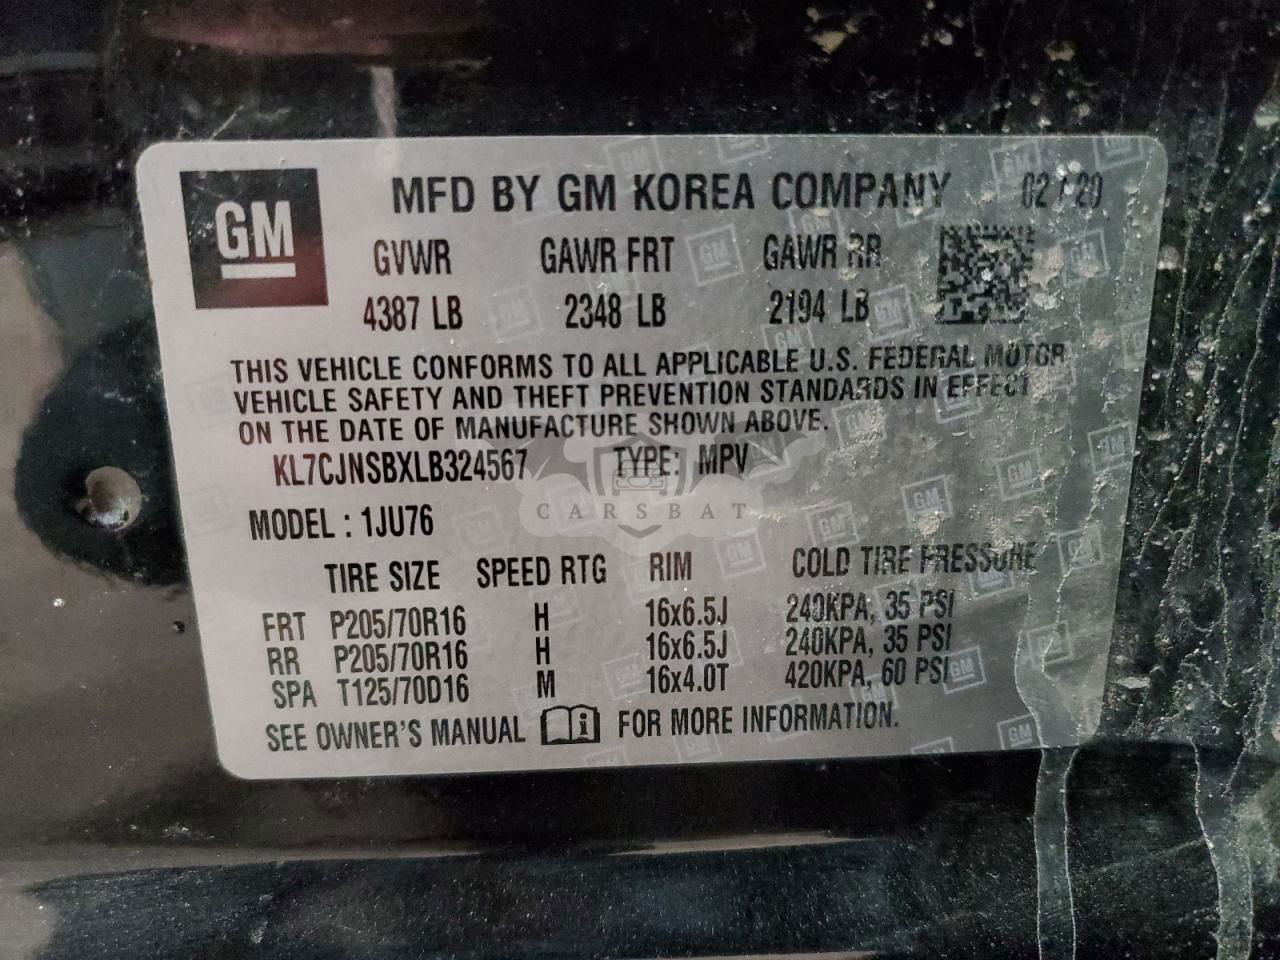 GM
MFD BY GM KOREA COMPANY 02 / 20
GVWR GAWR FRT GAWR RR
4387 LB 2348 LB 2194 LB
THIS VEHICLE CONFORMS TO ALL APPLICABLE U.S. FEDERAL MOTOR
VEHICLE SAFETY AND THEFT PREVENTION STANDARDS IN EFFECT
ON THE DATE OF MANUFACTURE SHOWN ABOVE.
KL7CJNSBXLB324567 TYPE: MPV
CARSBAT
MODEL : 1JU76
TIRE SIZE SPEED RTG RIM COLD TIRE PRESSURE
FRT P205/70R16 H 16x6.5J 240KPA, 35 PSI
RR P205/70R16 H 16x6.5J 240KPA, 35 PSI
SPA T125/70D16 M 16x4.0T 420KPA, 60 PSI
SEE OWNER'S MANUAL FOR MORE INFORMATION.